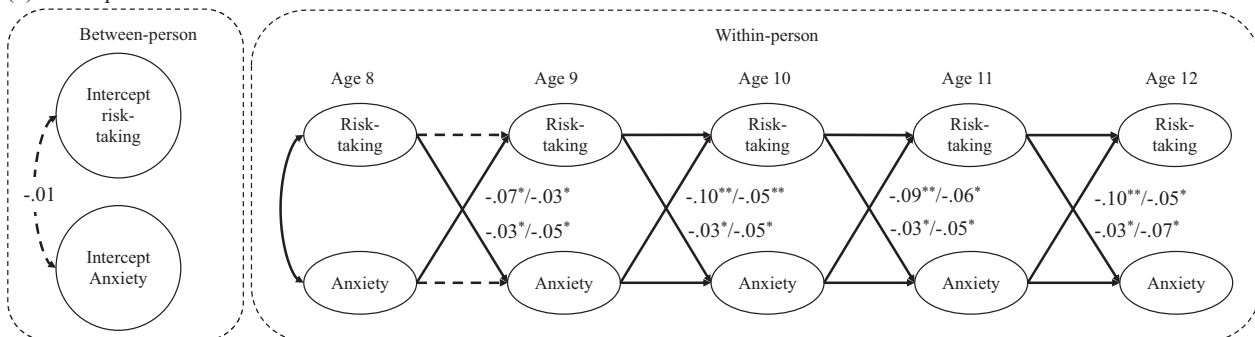 Between-person
Within-person
Age 8
Age 9
Age 10
Age 11
Age 12
Intercept
risk-
taking
Risk-
taking
Risk-
taking
Risk-
taking
Risk-
taking
Risk-
taking
-.01
-.07*/-.03*
-.10**/-.05**
-.09**/-.06*
-.10**/-.05*
-.03*/-.05*
-.03*/-.05*
-.03*/-.05*
-.03*/-.07*
Intercept
Anxiety
Anxiety
Anxiety
Anxiety
Anxiety
Anxiety